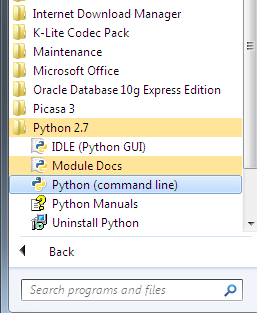 Internet Download Manager
K-Lite Codec Pack
Maintenance
Microsoft Office
Oracle Database 10g Express Edition
Picasa 3
Python 2.7
IDLE (Python GUI)
Module Docs
Python (command line)
Python Manuals
Uninstall Python
Back
Search programs and files